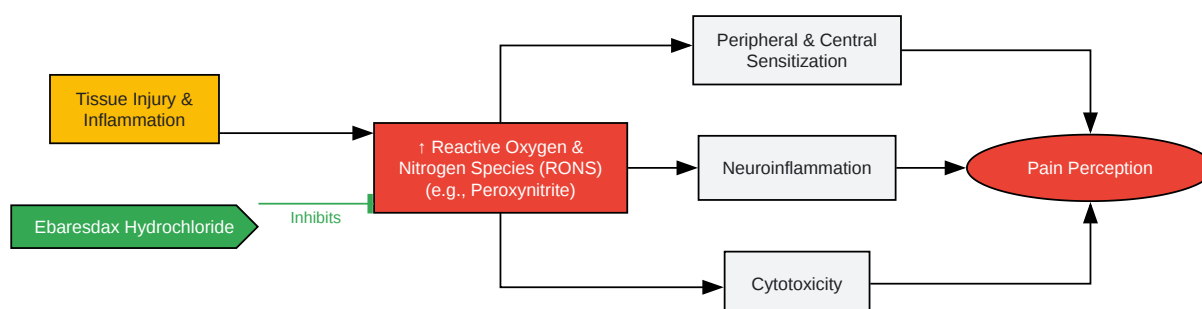 Peripheral & Central
Sensitization
Tissue Injury &
Inflammation
↑ Reactive Oxygen &
Nitrogen Species (RONS)
(e.g., Peroxynitrite)
Neuroinflammation
Pain Perception
Ebaresdax Hydrochloride
Inhibits
Cytotoxicity